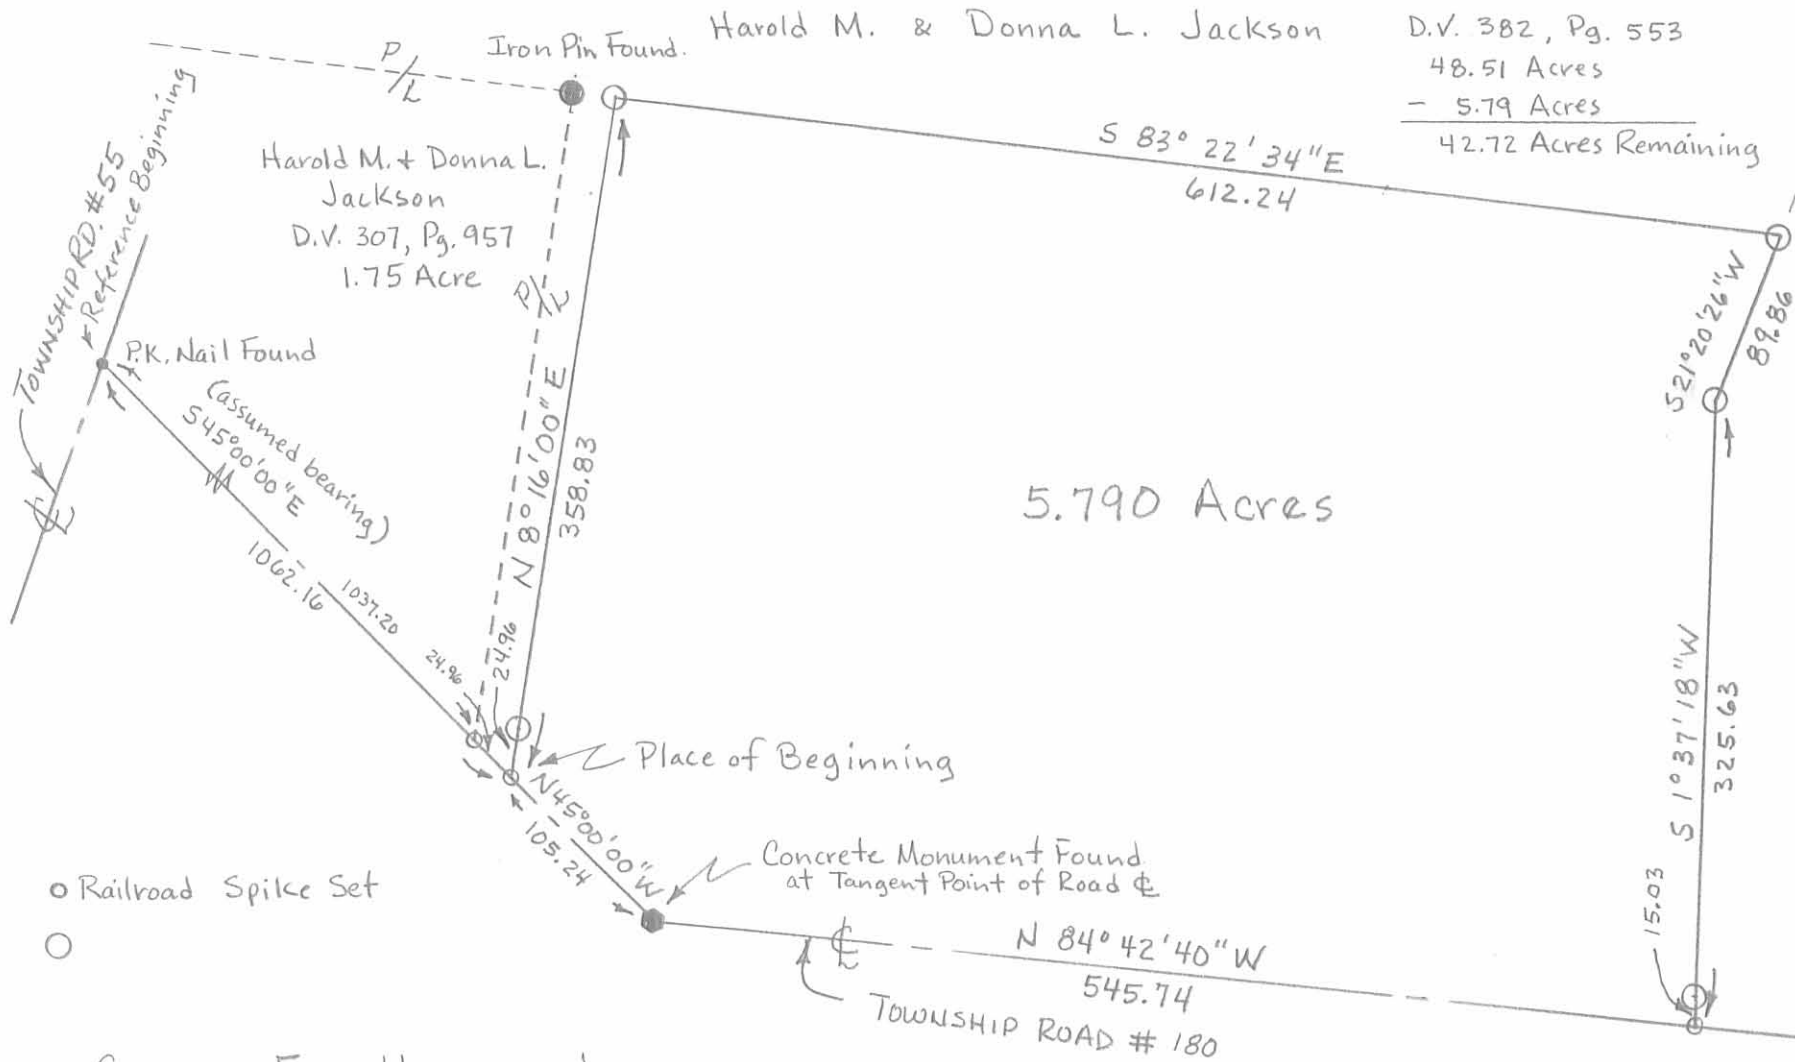 Harold M. & Donna L. Jackson
D.V. 382, Pg. 553
48.51 Acres
- 5.79 Acres
42.72 Acres Remaining
Iron Pin Found.
P/L
S 83° 22' 34"E
612.24
Harold M. + Donna L.
Jackson
D.V. 307, Pg. 957
1.75 Acre
P/L
TOWNSHIP RD. #55
Reference Beginning
P.K. Nail Found
(assumed bearing)
S45°00'00"E
1062.16
1037.20
24.96
24.96
N 8° 16' 00" E
358.83
S21°20'26"W
89.86
5.790 Acres
S 1° 37' 18" W
325.63
15.03
Place of Beginning
N45°00'00"W
105.24
Concrete Monument Found
at Tangent Point of Road ℄
℄
℄
N 84° 42' 40" W
545.74
TOWNSHIP ROAD # 180
Railroad Spike Set